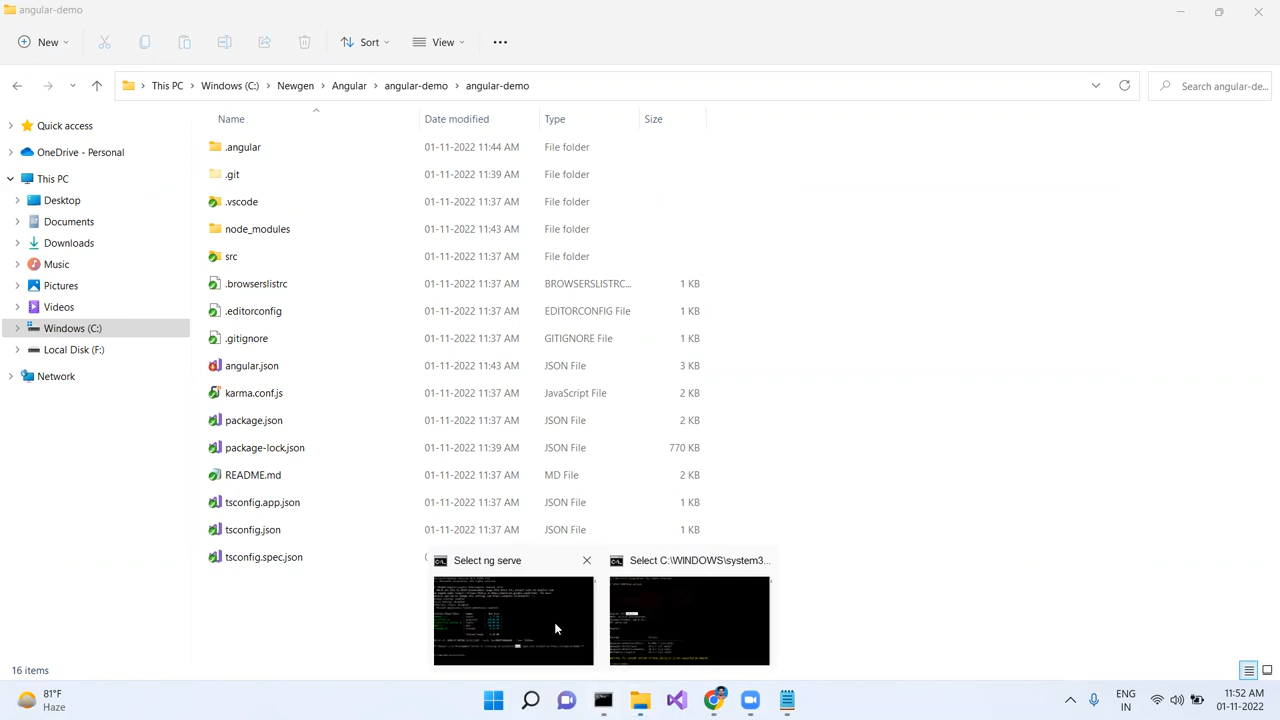 angular-demo
New
Sort
View
This PC > Windows (C:) > Newgen > Angular > angular-demo > angular-demo
Search angular-de...
Name Date modified Type Size
Quick access
OneDrive - Personal
This PC
Desktop
Documents
Downloads
Music
Pictures
Videos
Windows (C:)
Local Disk (F:)
Network
.angular 01-11-2022 11:44 AM File folder
.git 01-11-2022 11:39 AM File folder
.vscode 01-11-2022 11:37 AM File folder
node_modules 01-11-2022 11:43 AM File folder
src 01-11-2022 11:37 AM File folder
.browserslistrc 01-11-2022 11:37 AM BROWSERSLISTRC... 1 KB
.editorconfig 01-11-2022 11:37 AM EDITORCONFIG File 1 KB
.gitignore 01-11-2022 11:37 AM GITIGNORE File 1 KB
angular.json 01-11-2022 11:43 AM JSON File 3 KB
karma.conf.js 01-11-2022 11:37 AM JavaScript File 2 KB
package.json 01-11-2022 11:37 AM JSON File 2 KB
package-lock.json 01-11-2022 11:39 AM JSON File 770 KB
README.md 01-11-2022 11:37 AM MD File 2 KB
tsconfig.app.json 01-11-2022 11:37 AM JSON File 1 KB
tsconfig.json 01-11-2022 11:37 AM JSON File 1 KB
tsconfig.spec.json
Select ng serve
Select C:\WINDOWS\system3...
16 items
Haze
IN